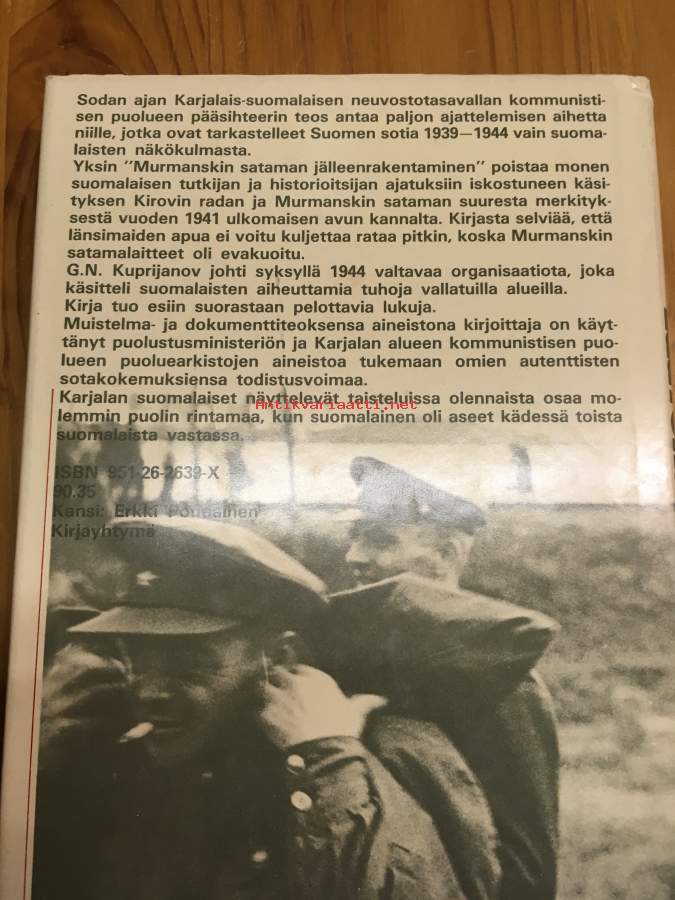 Sodan ajan Karjalais-suomalaisen neuvostotasavallan kommunisti-
sen puolueen pääsihteerin teos antaa paljon ajattelemisen aihetta
niille, jotka ovat tarkastelleet Suomen sotia 1939—1944 vain suoma-
laisten näkökulmasta.
Yksin "Murmanskin sataman jälleenrakentaminen" poistaa monen
suomalaisen tutkijan ja historioitsijan ajatuksiin iskostuneen käsi-
tyksen Kirovin radan ja Murmanskin sataman suuresta merkityk-
sestä vuoden 1941 ulkomaisen avun kannalta. Kirjasta selviää, että
länsimaiden apua ei voitu kuljettaa rataa pitkin, koska Murmanskin
satamalaitteet oli evakuoitu.
G.N. Kuprijanov johti syksyllä 1944 valtavaa organisaatiota, joka
käsitteli suomalaisten aiheuttamia tuhoja vallatuilla alueilla.
Kirja tuo esiin suorastaan pelottavia lukuja.
Muistelma- ja dokumenttiteoksensa aineistona kirjoittaja on käyt-
tänyt puolustusministeriön ja Karjalan alueen kommunistisen puo-
lueen puoluearkistojen aineistoa tukemaan omien autenttisten
sotakokemuksiensa todistusvoimaa.
Karjalan suomalaiset näyttelevät taisteluissa olennaista osaa mo-
Antikvariaatti.net
lemmin puolin rintamaa, kun suomalainen oli aseet kädessä toista
suomalaista vastassa.
ISBN 951-26-2639-X
90.35
Kansi: Erkki
Kirjayhtymä